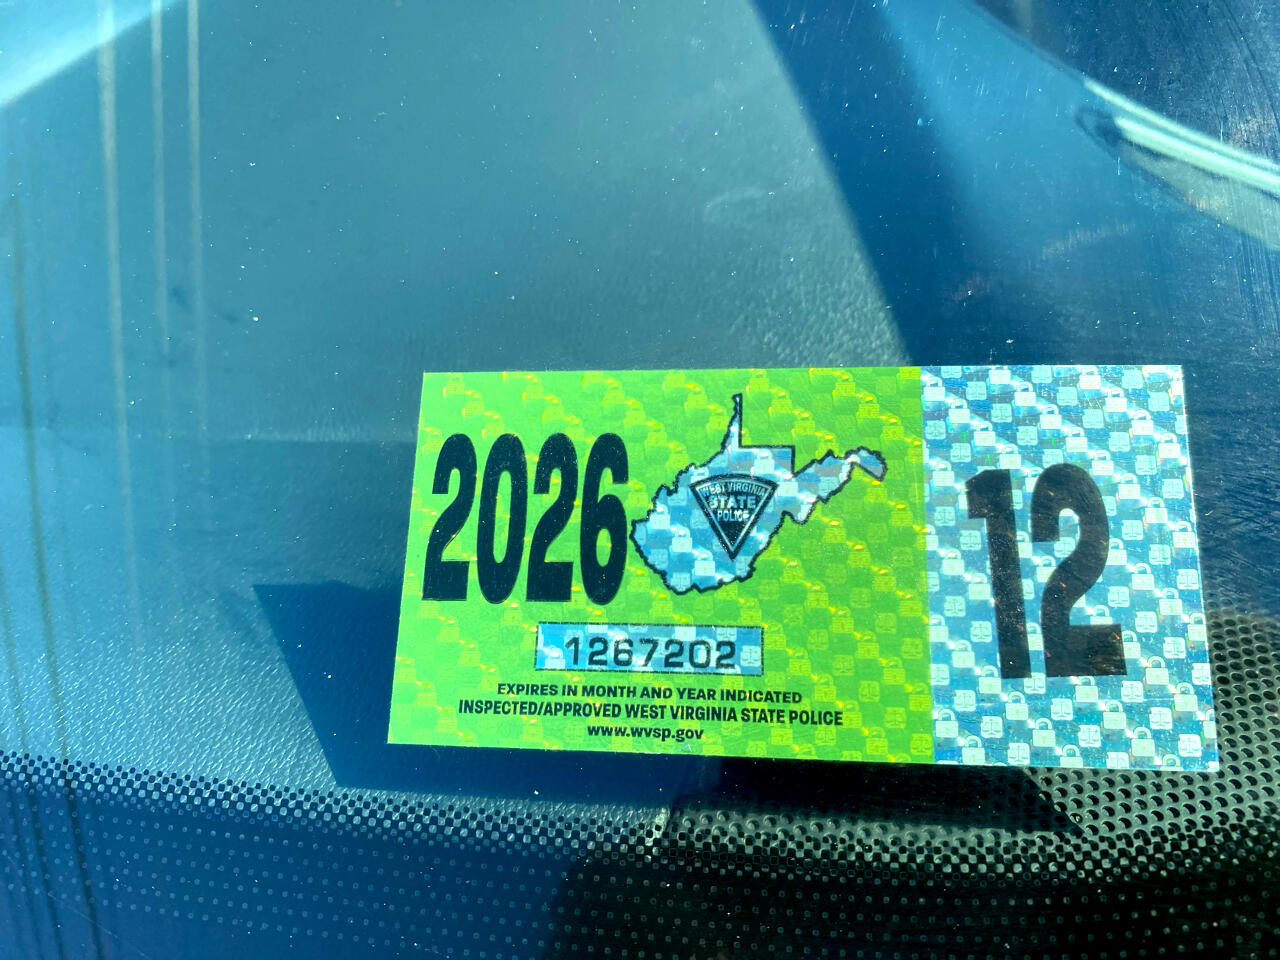 2026
WEST VIRGINIA
STATE
POLICE
12
1267202
EXPIRES IN MONTH AND YEAR INDICATED
INSPECTED/APPROVED WEST VIRGINIA STATE POLICE
www.wvsp.gov